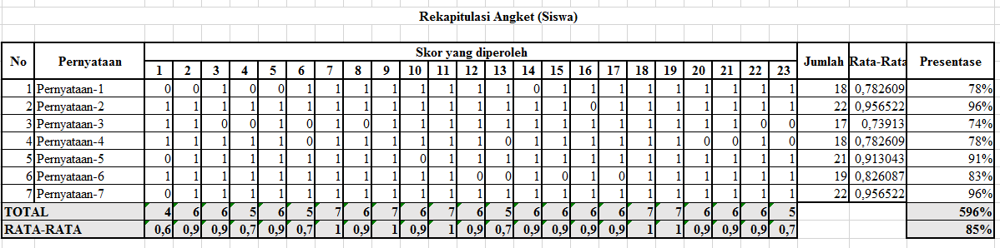 Rekapitulasi Angket (Siswa)
No Pernyataan Skor yang diperoleh Jumlah Rata-Rata Presentase
1 2 3 4 5 6 7 8 9 10 11 12 13 14 15 16 17 18 19 20 21 22 23
1 Pernyataan-1 0 0 1 0 0 1 1 1 1 1 1 1 1 0 1 1 1 1 1 1 1 1 1 18 0,782609 78%
2 Pernyataan-2 1 1 1 1 1 1 1 1 1 1 1 1 1 1 1 0 1 1 1 1 1 1 1 22 0,956522 96%
3 Pernyataan-3 1 1 0 0 1 0 1 0 1 1 1 1 1 1 1 1 1 1 1 1 1 0 0 17 0,73913 74%
4 Pernyataan-4 1 1 1 1 1 0 1 1 1 1 1 1 0 1 1 1 1 1 1 0 0 1 0 18 0,782609 78%
5 Pernyataan-5 0 1 1 1 1 1 1 1 1 0 1 1 1 1 1 1 1 1 1 1 1 1 1 21 0,913043 91%
6 Pernyataan-6 1 1 1 1 1 1 1 1 1 1 1 0 0 1 0 1 0 1 1 1 1 1 1 19 0,826087 83%
7 Pernyataan-7 0 1 1 1 1 1 1 1 1 1 1 1 1 1 1 1 1 1 1 1 1 1 1 22 0,956522 96%
TOTAL 4 6 6 5 6 5 7 6 7 6 7 6 5 6 6 6 6 7 7 6 6 6 5 596%
RATA-RATA 0,6 0,9 0,9 0,7 0,9 0,7 1 0,9 1 0,9 1 0,9 0,7 0,9 0,9 0,9 0,9 1 1 0,9 0,9 0,9 0,7 85%